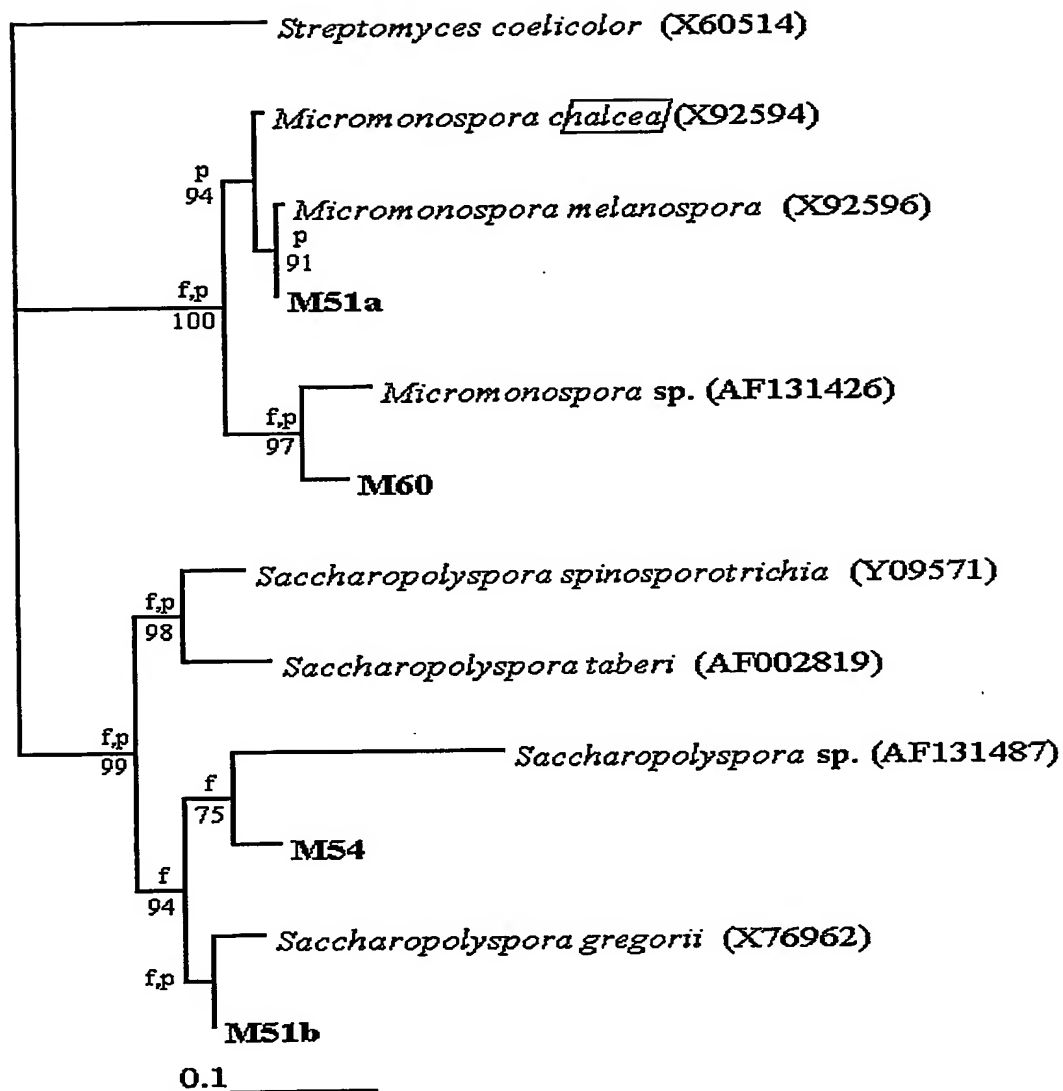 Streptomyces coelicolor (X60514)
Micromonospora chalcea (X92594)
p
94
Micromonospora melanospora (X92596)
p
91
M51a
f,p
100
Micromonospora sp. (AF131426)
f,p
97
M60
Saccharopolyspora spinosporotrichia (Y09571)
f,p
98
Saccharopolyspora taberi (AF002819)
f,p
99
Saccharopolyspora sp. (AF131487)
f
75
M54
f
94
Saccharopolyspora gregorii (X76962)
f,p
M51b
0.1